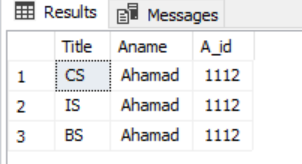 Results Messages
Title Aname A_id
1 CS Ahamad 1112
2 IS Ahamad 1112
3 BS Ahamad 1112